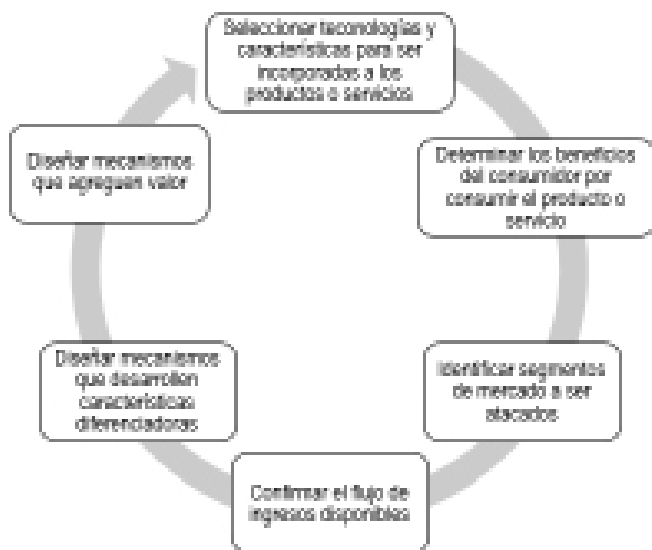 Seleccionar tecnologías y
características para ser
incorporadas a los
productos o servicios
Determinar los beneficios
del consumidor por
consumir el producto o
servicio
Identificar segmentos
de mercado a ser
atacados
Confirmar el flujo de
ingresos disponibles
Diseñar mecanismos
que desarrollen
características
diferenciadoras
Diseñar mecanismos
que agreguen valor